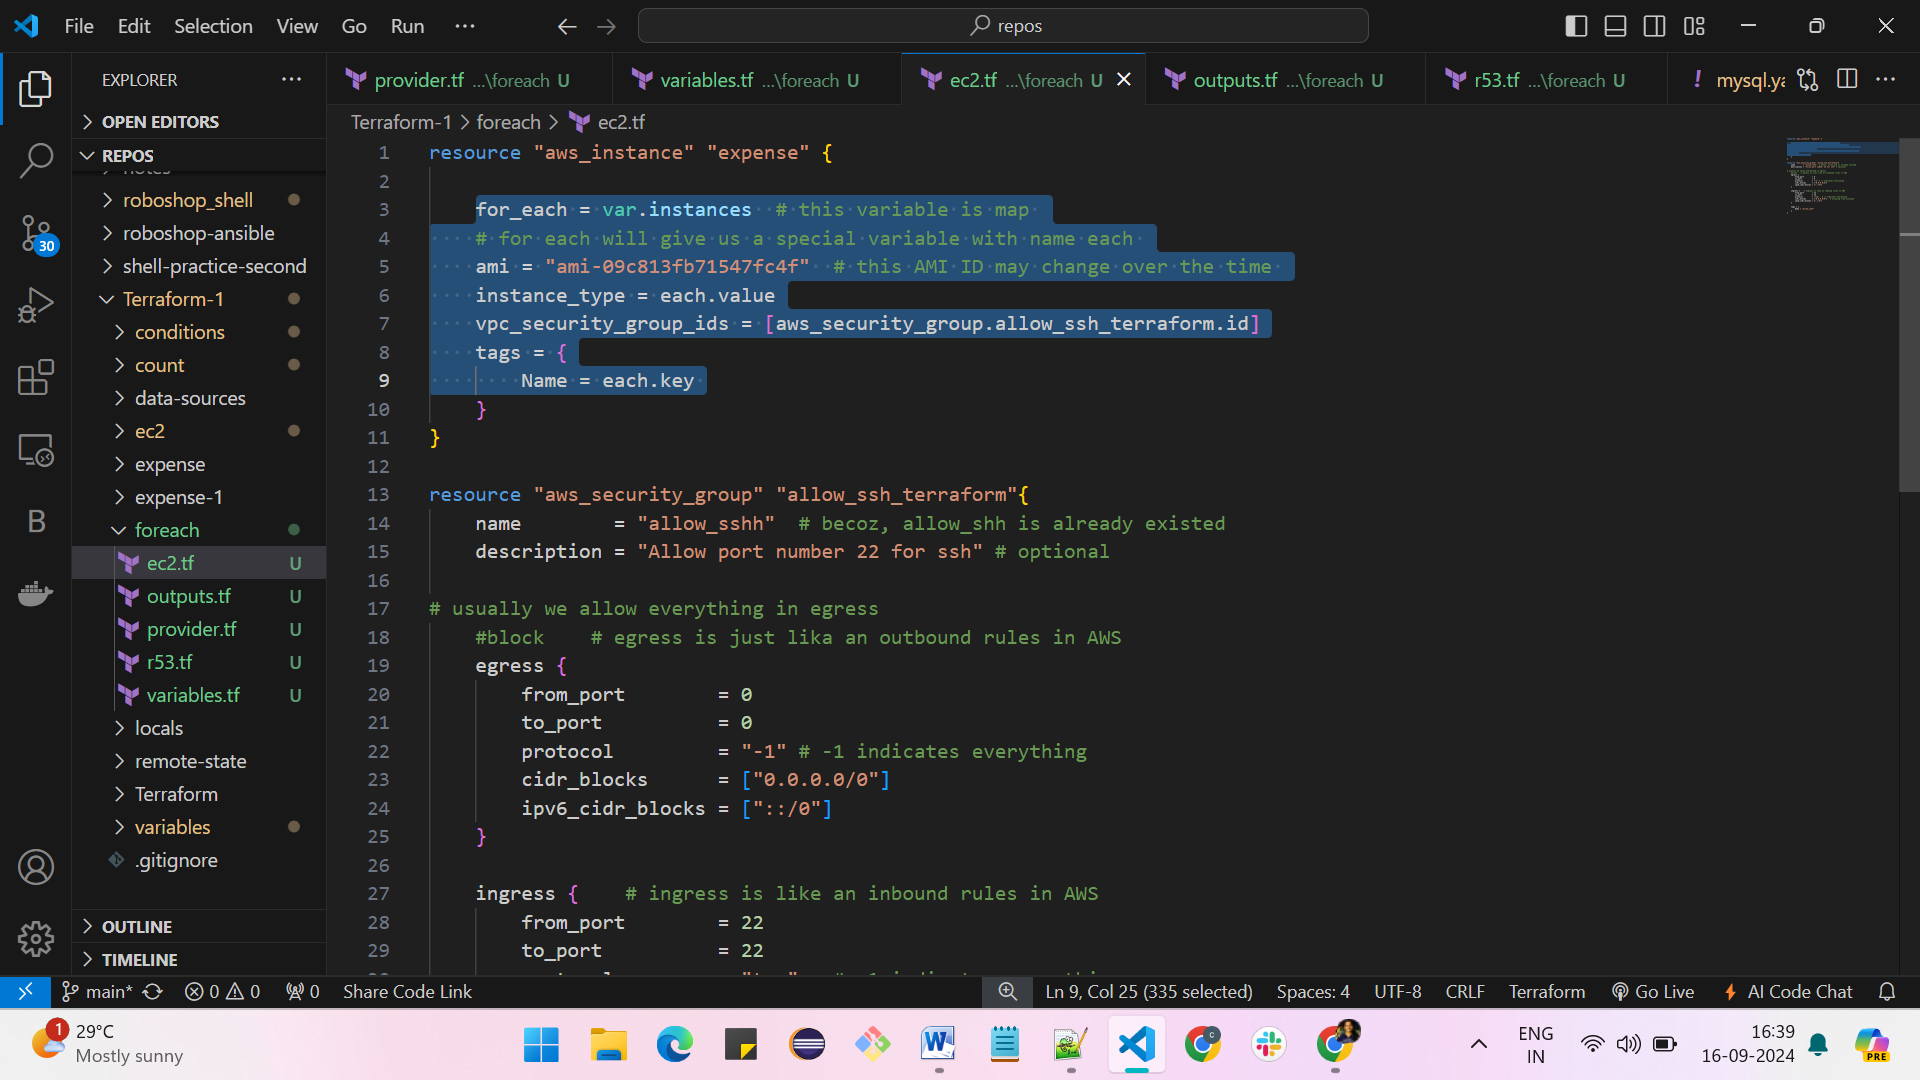 File Edit Selection View Go Run ··· repos
EXPLORER ···
provider.tf ...\foreach U
variables.tf ...\foreach U
ec2.tf ...\foreach U
outputs.tf ...\foreach U
r53.tf ...\foreach U
! mysql.ya
OPEN EDITORS
REPOS
notes
roboshop_shell
roboshop-ansible
shell-practice-second
Terraform-1
conditions
count
data-sources
ec2
expense
expense-1
foreach
ec2.tf U
outputs.tf U
provider.tf U
r53.tf U
variables.tf U
locals
remote-state
Terraform
variables
.gitignore
OUTLINE
TIMELINE
30
B
Terraform-1 > foreach > ec2.tf
1 resource "aws_instance" "expense" {
2
3 for_each = var.instances # this variable is map
4 # for each will give us a special variable with name each
5 ami = "ami-09c813fb71547fc4f" # this AMI ID may change over the time
6 instance_type = each.value
7 vpc_security_group_ids = [aws_security_group.allow_ssh_terraform.id]
8 tags = {
9 Name = each.key
10 }
11 }
12
13 resource "aws_security_group" "allow_ssh_terraform"{
14 name = "allow_sshh" # becoz, allow_shh is already existed
15 description = "Allow port number 22 for ssh" # optional
16
17 # usually we allow everything in egress
18 #block # egress is just lika an outbound rules in AWS
19 egress {
20 from_port = 0
21 to_port = 0
22 protocol = "-1" # -1 indicates everything
23 cidr_blocks = ["0.0.0.0/0"]
24 ipv6_cidr_blocks = ["::/0"]
25 }
26
27 ingress { # ingress is like an inbound rules in AWS
28 from_port = 22
29 to_port = 22
main* 0 0 0 Share Code Link Ln 9, Col 25 (335 selected) Spaces: 4 UTF-8 CRLF Terraform Go Live AI Code Chat
1
29°C
Mostly sunny
ENG
IN
16:39
16-09-2024
PRE